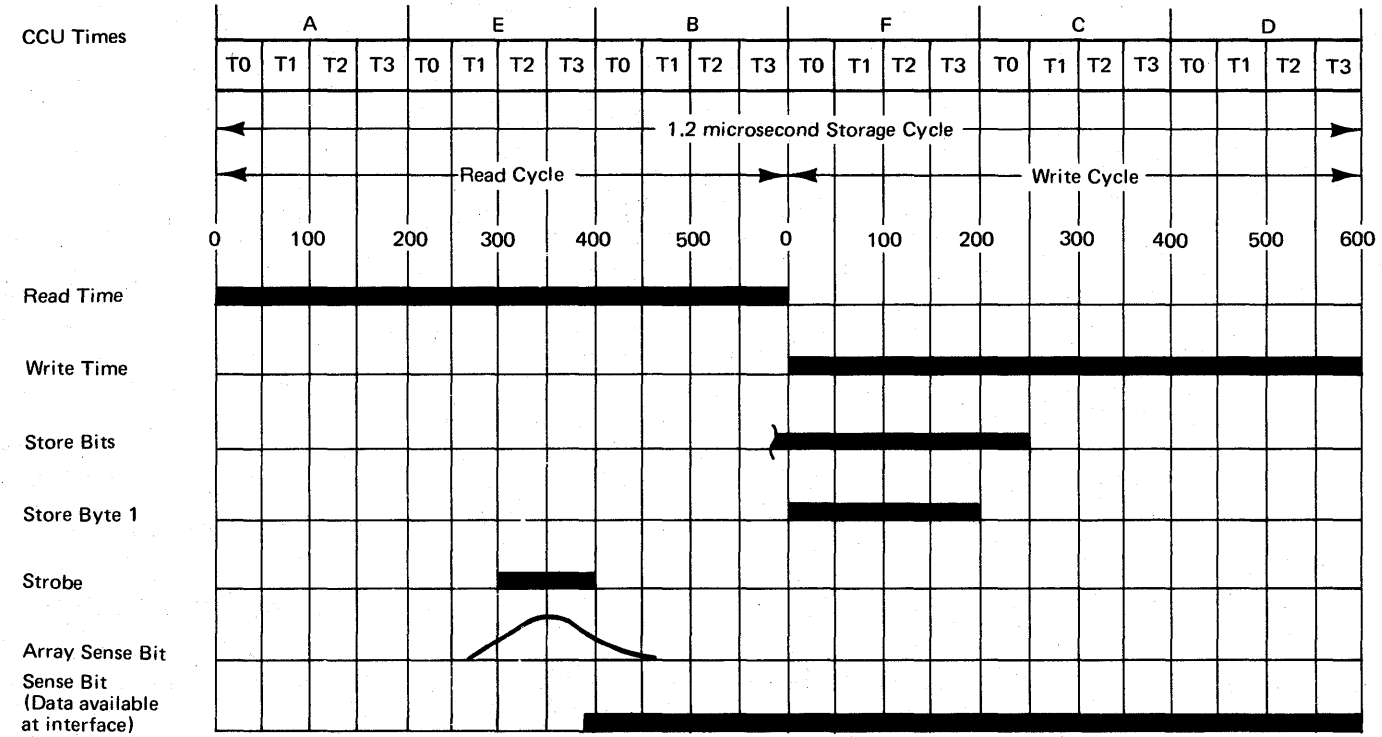 A E B F C D
CCU Times
T0 T1 T2 T3 T0 T1 T2 T3 T0 T1 T2 T3 T0 T1 T2 T3 T0 T1 T2 T3 T0 T1 T2 T3
1.2 microsecond Storage Cycle
Read Cycle Write Cycle
0 100 200 300 400 500 0 100 200 300 400 500 600
Read Time
Write Time
Store Bits
Store Byte 1
Strobe
Array Sense Bit
Sense Bit
(Data available
at interface)